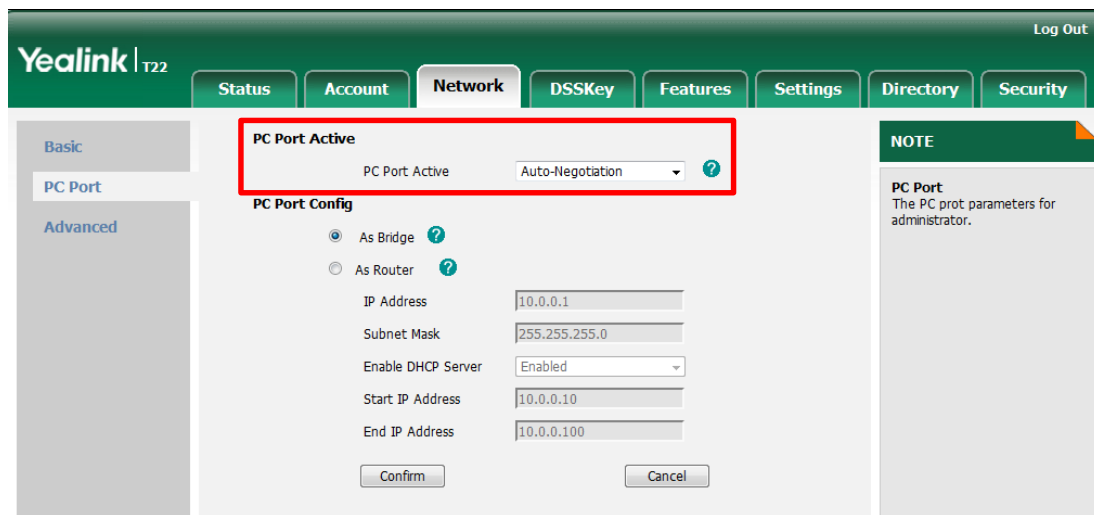 Log Out
Yealink T22
Status Account Network DSSKey Features Settings Directory Security
Basic
PC Port
Advanced
PC Port Active
PC Port Active Auto-Negotiation ?
PC Port Config
As Bridge ?
As Router ?
IP Address 10.0.0.1
Subnet Mask 255.255.255.0
Enable DHCP Server Enabled
Start IP Address 10.0.0.10
End IP Address 10.0.0.100
Confirm Cancel
NOTE
PC Port
The PC prot parameters for
administrator.